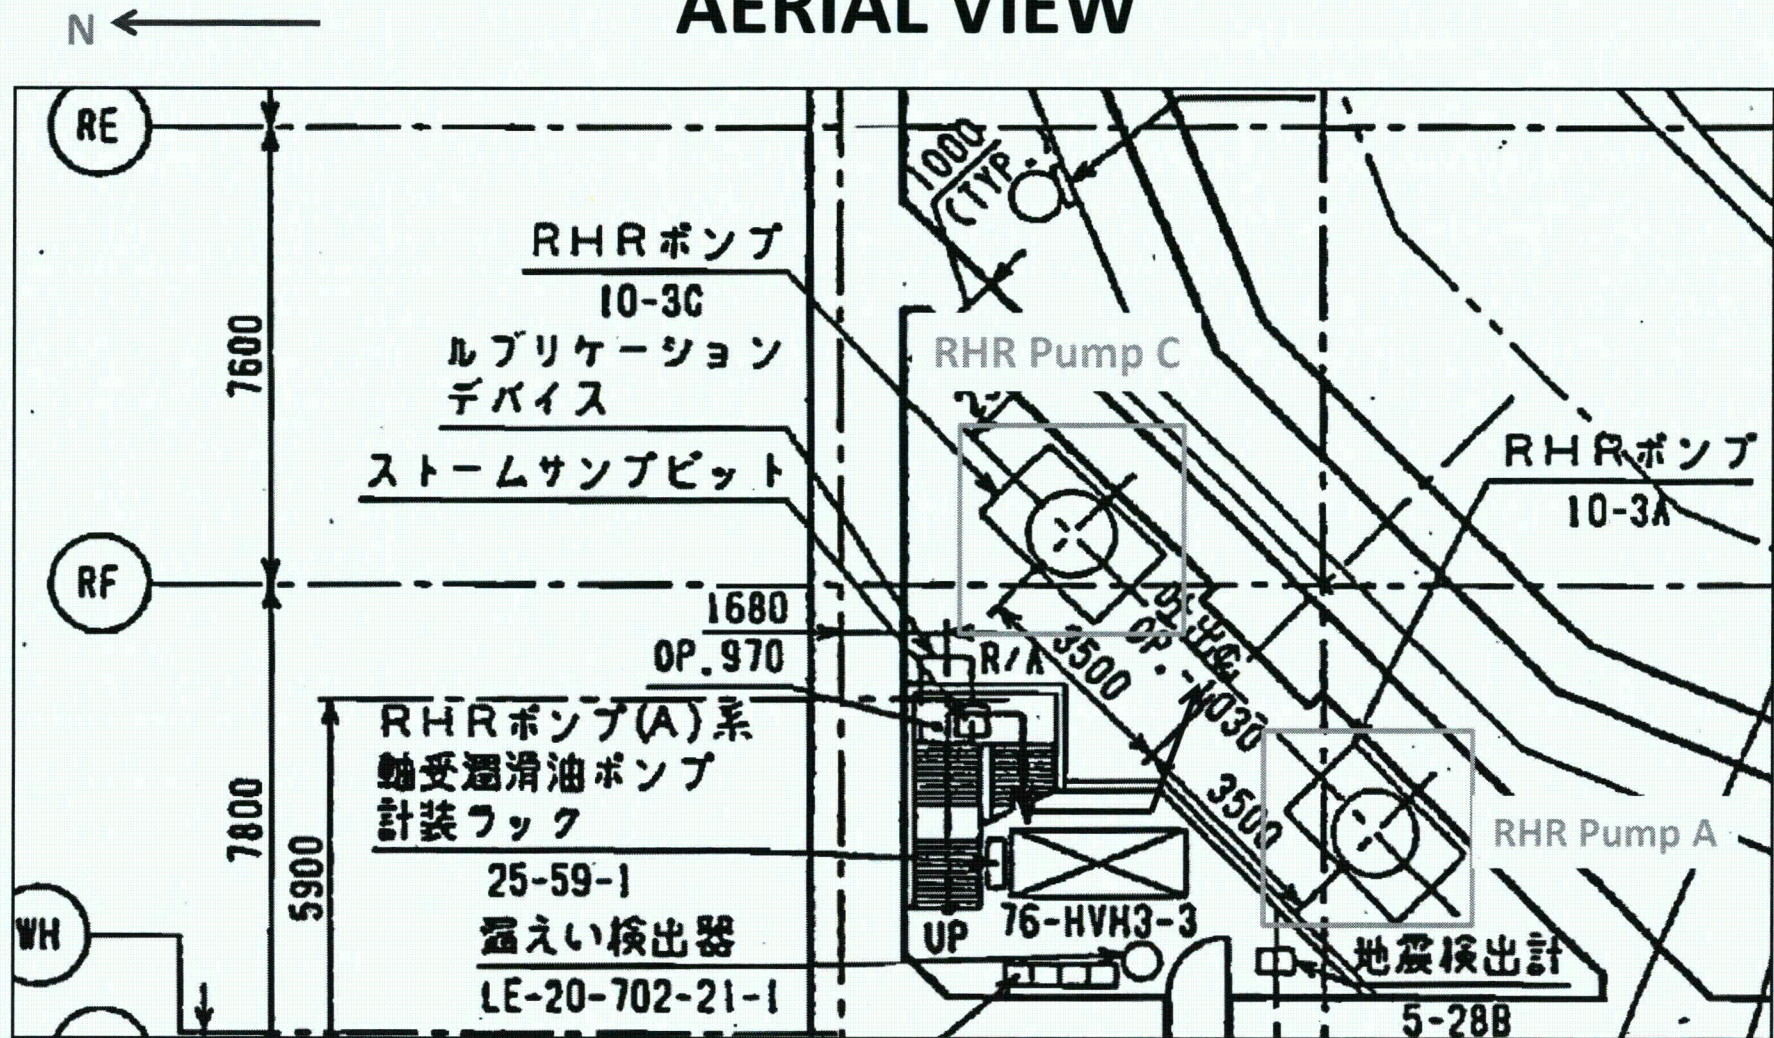 AERIAL VIEW
N
RE
1000
(TYP.
RHRポンプ
10-3C
7600
ルブリケーション
デバイス
RHR Pump C
ストームサンプピット
RHRポンプ
10-3A
RF
1680
OP.970
R/A
3500
OP.-1030
RHRポンプ(A)系
軸受潤滑油ポンプ
計装ラック
25-59-1
7800
5900
3500
RHR Pump A
WH
漏えい検出器
LE-20-702-21-1
UP
76-HVH3-3
地震検出計
5-28B